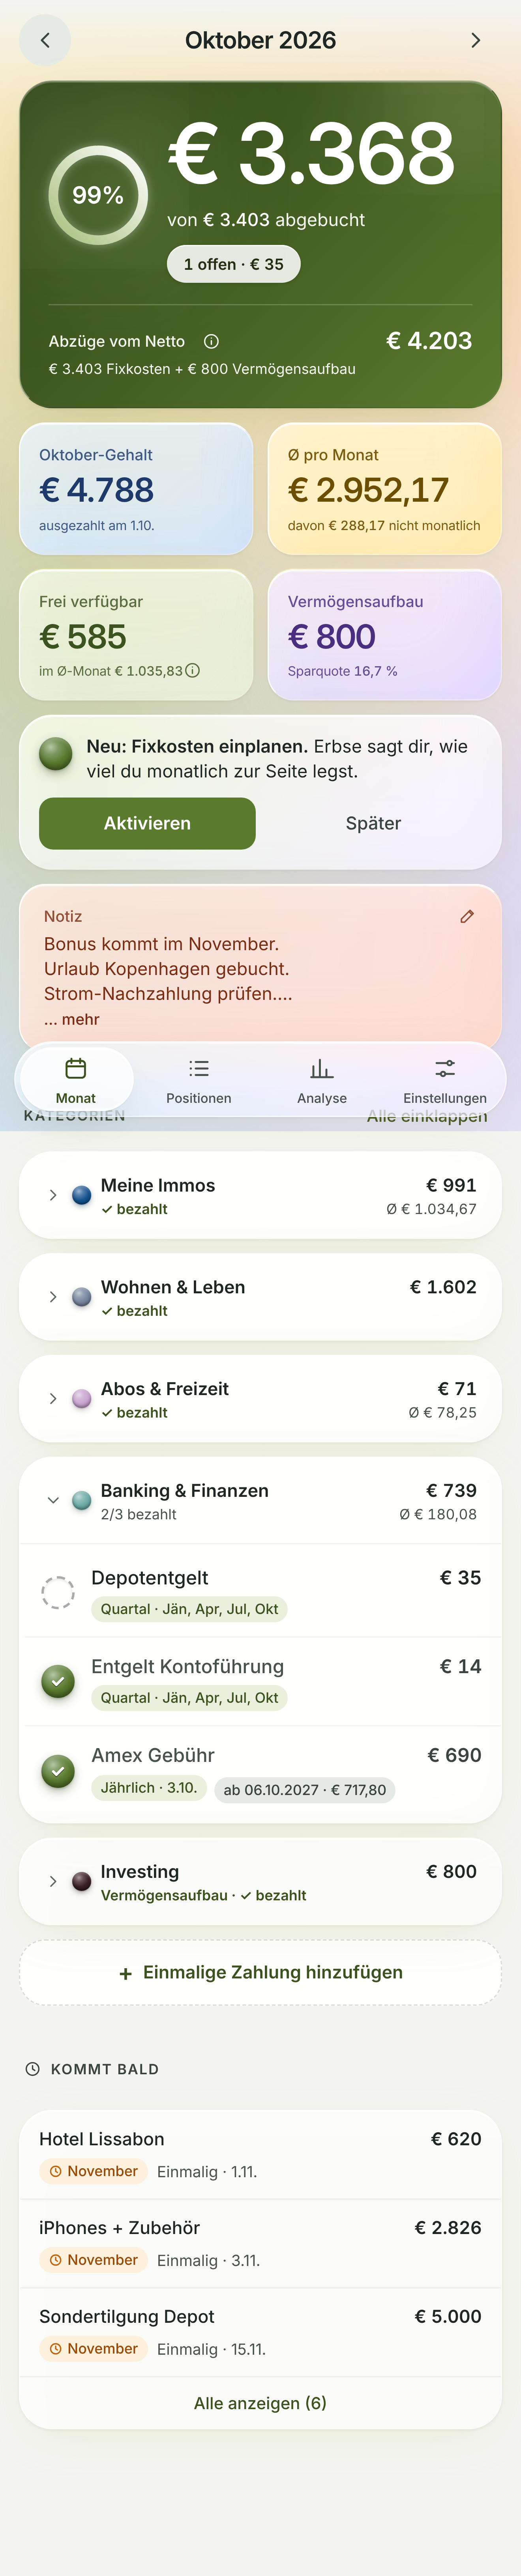 Oktober 2026
99%
€ 3.368
von € 3.403 abgebucht
1 offen · € 35
Abzüge vom Netto
€ 4.203
€ 3.403 Fixkosten + € 800 Vermögensaufbau
Oktober-Gehalt
€ 4.788
ausgezahlt am 1.10.
Ø pro Monat
€ 2.952,17
davon € 288,17 nicht monatlich
Frei verfügbar
€ 585
im Ø-Monat € 1.035,83
Vermögensaufbau
€ 800
Sparquote 16,7 %
Neu: Fixkosten einplanen. Erbse sagt dir, wie
viel du monatlich zur Seite legst.
Aktivieren
Später
Notiz
Bonus kommt im November.
Urlaub Kopenhagen gebucht.
Strom-Nachzahlung prüfen....
... mehr
Monat
Positionen
Analyse
Einstellungen
KATEGORIEN
Alle einklappen
Meine Immos
€ 991
✓ bezahlt
Ø € 1.034,67
Wohnen & Leben
€ 1.602
✓ bezahlt
Abos & Freizeit
€ 71
✓ bezahlt
Ø € 78,25
Banking & Finanzen
€ 739
2/3 bezahlt
Ø € 180,08
Depotentgelt
€ 35
Quartal · Jän, Apr, Jul, Okt
Entgelt Kontoführung
€ 14
Quartal · Jän, Apr, Jul, Okt
Amex Gebühr
€ 690
Jährlich · 3.10.
ab 06.10.2027 · € 717,80
Investing
€ 800
Vermögensaufbau · ✓ bezahlt
+ Einmalige Zahlung hinzufügen
KOMMT BALD
Hotel Lissabon
€ 620
November
Einmalig · 1.11.
iPhones + Zubehör
€ 2.826
November
Einmalig · 3.11.
Sondertilgung Depot
€ 5.000
November
Einmalig · 15.11.
Alle anzeigen (6)